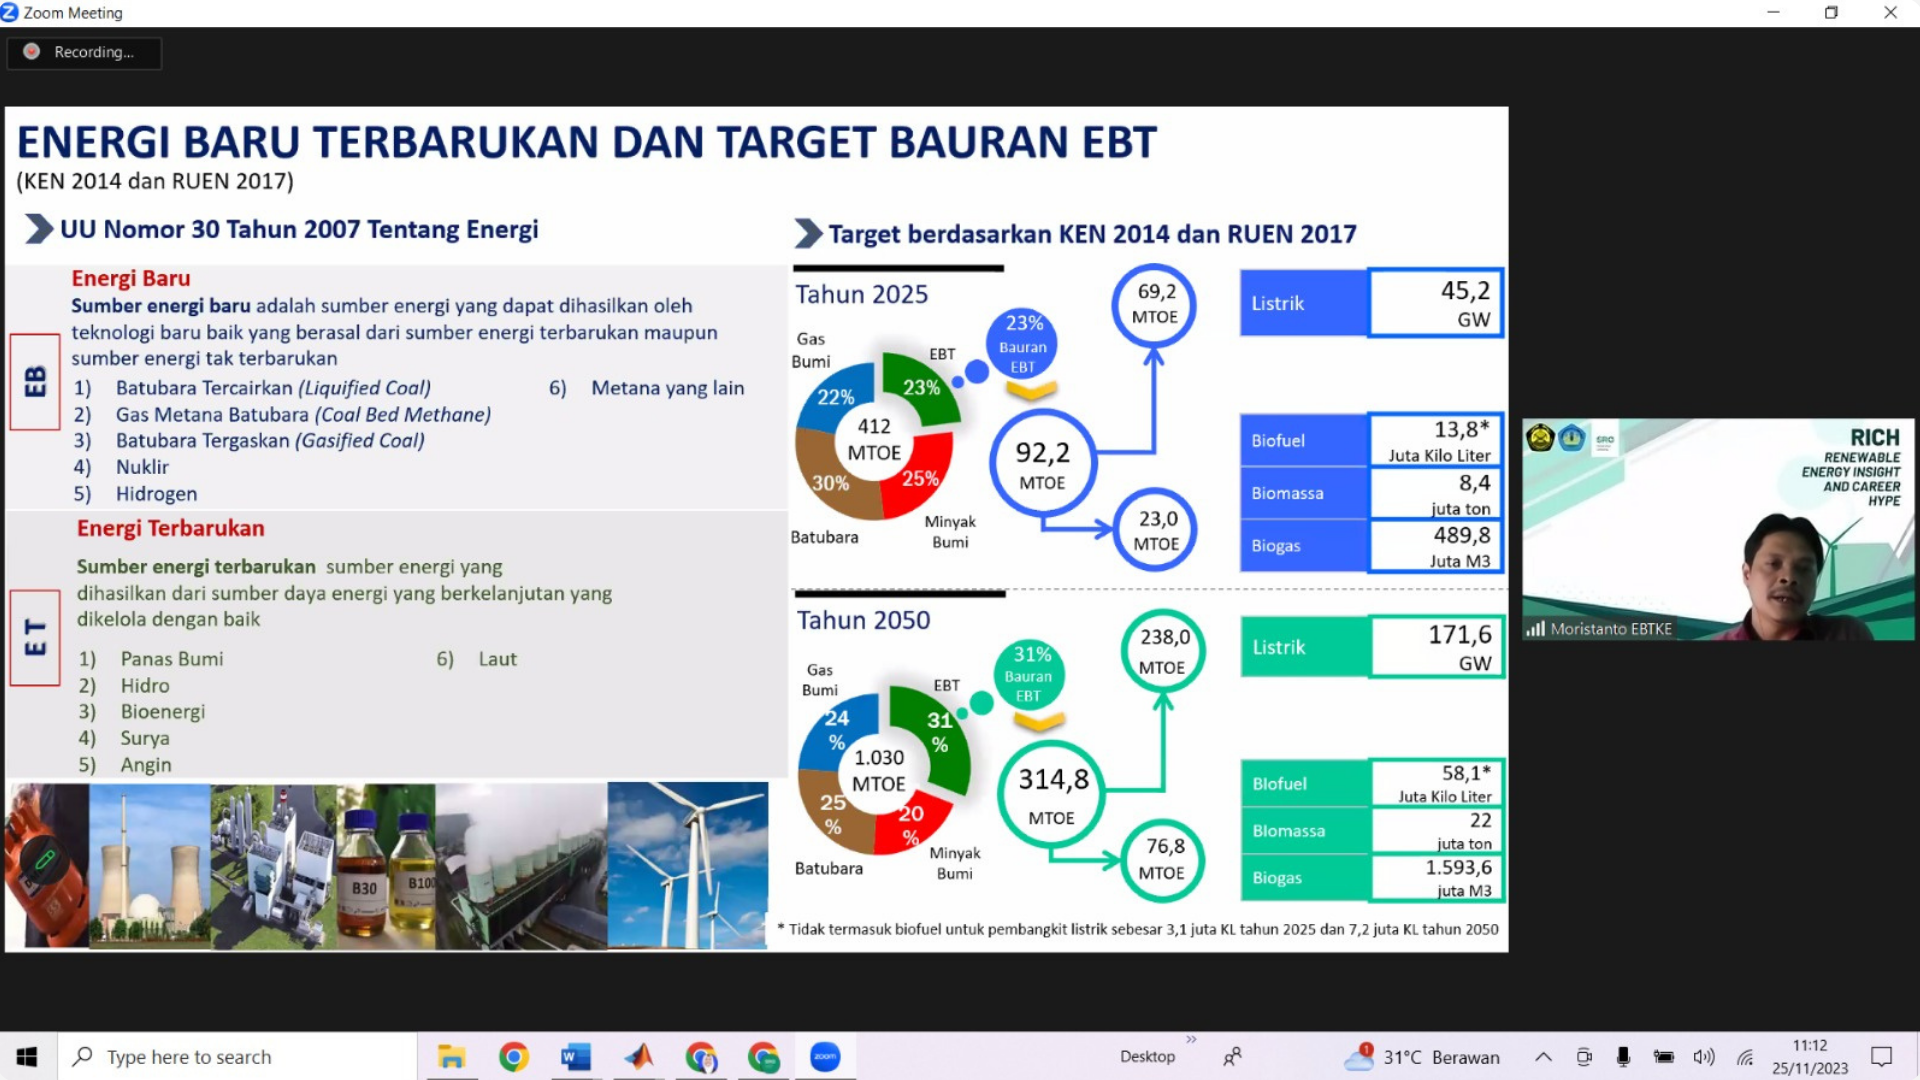 Zoom Meeting
Recording...
ENERGI BARU TERBARUKAN DAN TARGET BAURAN EBT
(KEN 2014 dan RUEN 2017)
UU Nomor 30 Tahun 2007 Tentang Energi
EB
Energi Baru
Sumber energi baru adalah sumber energi yang dapat dihasilkan oleh
teknologi baru baik yang berasal dari sumber energi terbarukan maupun
sumber energi tak terbarukan
1) Batubara Tercairkan (Liquified Coal)
2) Gas Metana Batubara (Coal Bed Methane)
3) Batubara Tergaskan (Gasified Coal)
4) Nuklir
5) Hidrogen
6) Metana yang lain
ET
Energi Terbarukan
Sumber energi terbarukan sumber energi yang
dihasilkan dari sumber daya energi yang berkelanjutan yang
dikelola dengan baik
1) Panas Bumi
2) Hidro
3) Bioenergi
4) Surya
5) Angin
6) Laut
B30
B100
Target berdasarkan KEN 2014 dan RUEN 2017
Tahun 2025
Gas
Bumi
EBT
22%
23%
412
MTOE
30%
25%
Batubara
Minyak
Bumi
23%
Bauran
EBT
92,2
MTOE
69,2
MTOE
23,0
MTOE
Listrik
45,2
GW
Biofuel
13,8*
Juta Kilo Liter
Biomassa
8,4
juta ton
Biogas
489,8
Juta M3
Tahun 2050
Gas
Bumi
EBT
24
%
31
%
1.030
MTOE
25
%
20
%
Batubara
Minyak
Bumi
31%
Bauran
EBT
314,8
MTOE
238,0
MTOE
76,8
MTOE
Listrik
171,6
GW
BIofuel
58,1*
Juta Kilo Liter
BIomassa
22
juta ton
Biogas
1.593,6
juta M3
* Tidak termasuk biofuel untuk pembangkit listrik sebesar 3,1 juta KL tahun 2025 dan 7,2 juta KL tahun 2050
SRO
RICH
RENEWABLE
ENERGY INSIGHT
AND CAREER
HYPE
Moristanto EBTKE
Type here to search
W
zoom
Desktop
1
31°C Berawan
11:12
25/11/2023